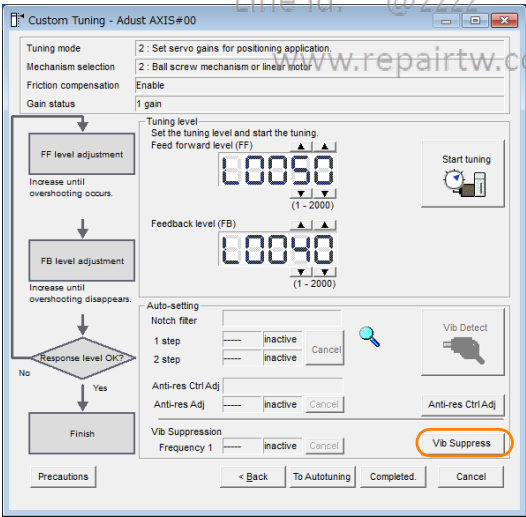 Line id: @zzzz
Custom Tuning - Adust AXIS#00
www.repairtw.co
Tuning mode 2 : Set servo gains for positioning application.
Mechanism selection 2 : Ball screw mechanism or linear motor
Friction compensation Enable
Gain status 1 gain
Tuning level
Set the tuning level and start the tuning.
Feed forward level (FF)
L0050
(1 - 2000)
Feedback level (FB)
L0040
(1 - 2000)
Start tuning
FF level adjustment
Increase until
overshooting occurs.
FB level adjustment
Increase until
overshooting disappears.
Response level OK?
No
Yes
Finish
Auto-setting
Notch filter
1 step ----- inactive
2 step ----- inactive
Cancel
Vib Detect
Anti-res Ctrl Adj
Anti-res Adj ----- inactive Cancel
Anti-res Ctrl Adj
Vib Suppression
Frequency 1 ----- inactive Cancel
Vib Suppress
Precautions
< Back
To Autotuning
Completed.
Cancel